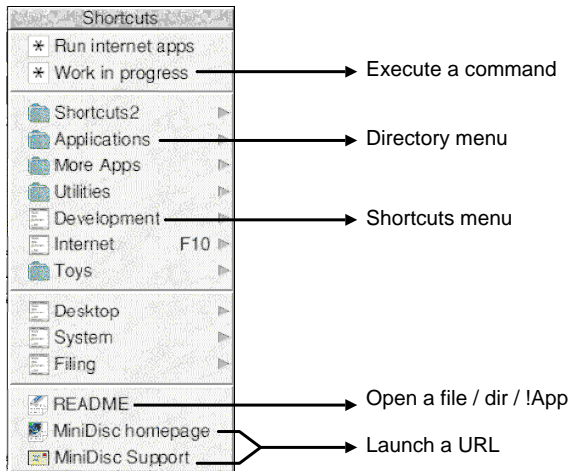 Shortcuts
* Run internet apps
* Work in progress
Execute a command
Shortcuts2
Applications
Directory menu
More Apps
Utilities
Development
Shortcuts menu
Internet F10
Toys
Desktop
System
Filing
README
Open a file / dir / !App
MiniDisc homepage
Launch a URL
MiniDisc Support